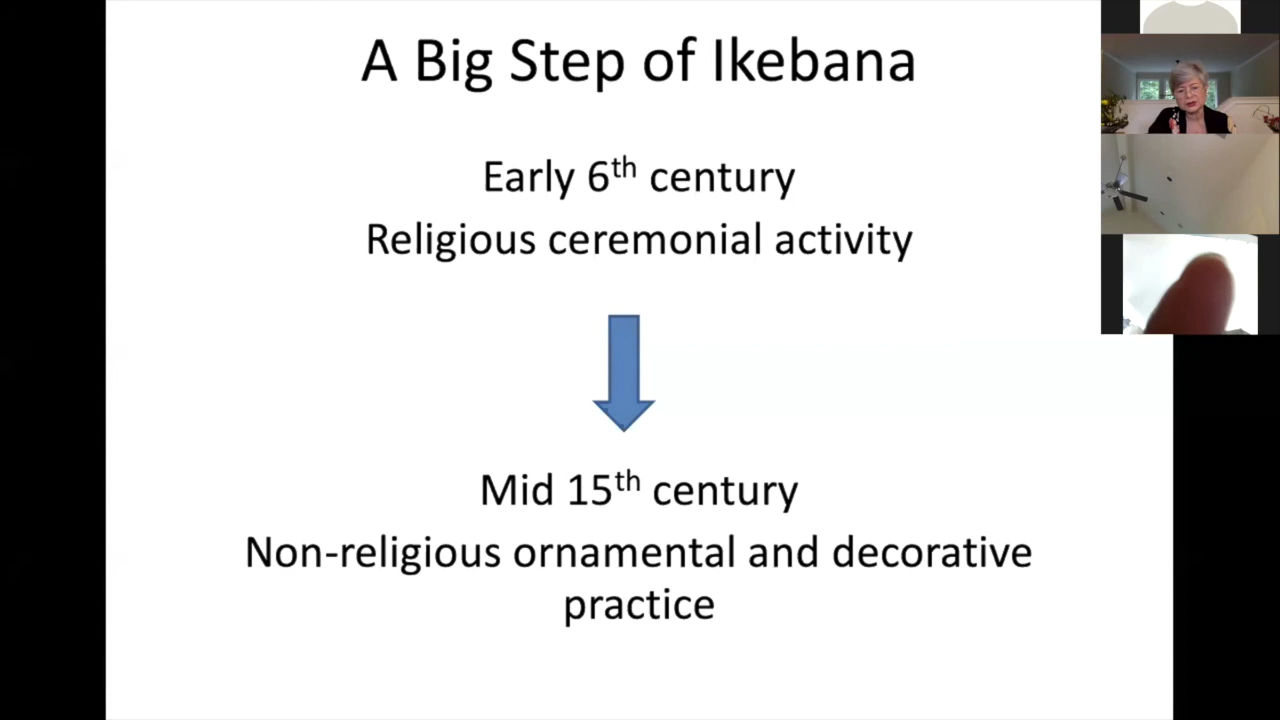 A Big Step of Ikebana
Early 6th century
Religious ceremonial activity
Mid 15th century
Non-religious ornamental and decorative
practice